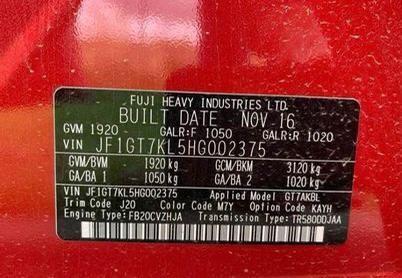 FUJI HEAVY INDUSTRIES LTD.
BUILT DATE NOV 16
GVM 1920 GALR:F 1050 GALR:R 1020
VIN JF1GT7KL5HG002375
GVM/BVM 1920 kg GCM/BKM 3120 kg
GA/BA 1 1050 kg GA/BA 2 1020 kg
VIN JF1GT7KL5HG002375 Applied Model GT7AKBL
Trim Code J20 Color Code M7Y Option Code KAYH
Engine Type: FB20CVZHJA Transmission Type: TR580DDJAA